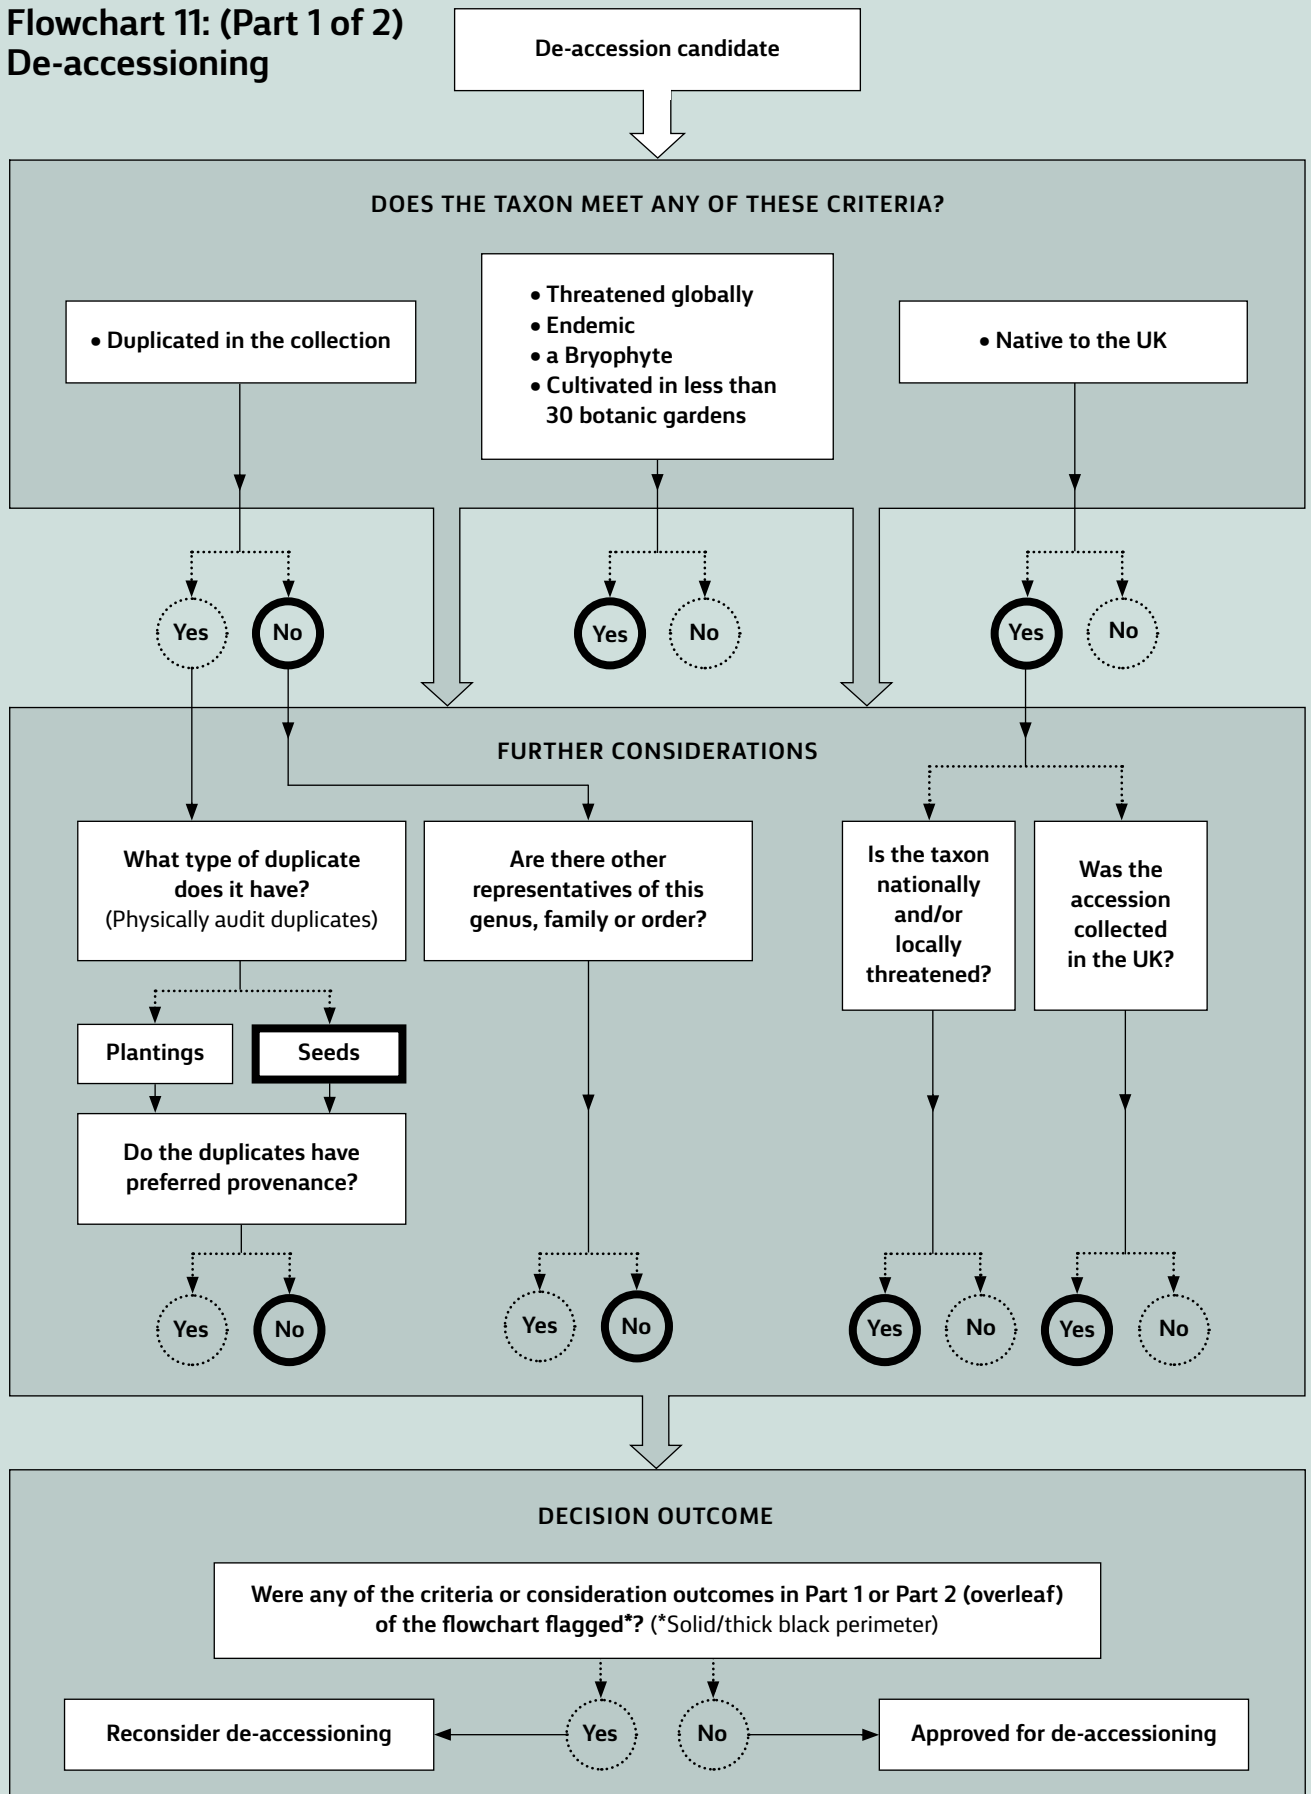 Flowchart 11: (Part 1 of 2)
De-accessioning
De-accession candidate
DOES THE TAXON MEET ANY OF THESE CRITERIA?
• Duplicated in the collection
• Threatened globally
• Endemic
• a Bryophyte
• Cultivated in less than
30 botanic gardens
• Native to the UK
Yes
No
Yes
No
Yes
No
FURTHER CONSIDERATIONS
What type of duplicate
does it have?
(Physically audit duplicates)
Are there other
representatives of this
genus, family or order?
Is the taxon
nationally
and/or
locally
threatened?
Was the
accession
collected
in the UK?
Plantings
Seeds
Do the duplicates have
preferred provenance?
Yes
No
Yes
No
Yes
No
Yes
No
DECISION OUTCOME
Were any of the criteria or consideration outcomes in Part 1 or Part 2 (overleaf)
of the flowchart flagged*? (*Solid/thick black perimeter)
Reconsider de-accessioning
Yes
No
Approved for de-accessioning